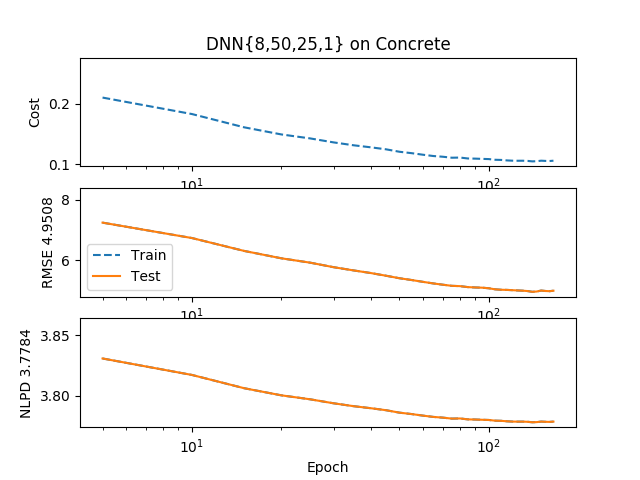 DNN{8,50,25,1} on Concrete
Cost
0.2
0.1
10^1
10^2
RMSE 4.9508
8
6
Train
Test
10^1
10^2
NLPD 3.7784
3.85
3.80
10^1
10^2
Epoch